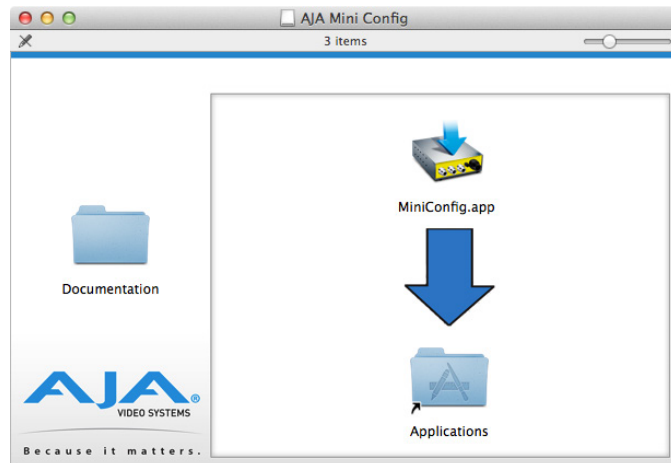 AJA Mini Config
3 items
MiniConfig.app
Documentation
Applications
AJA®
VIDEO SYSTEMS
Because it matters.